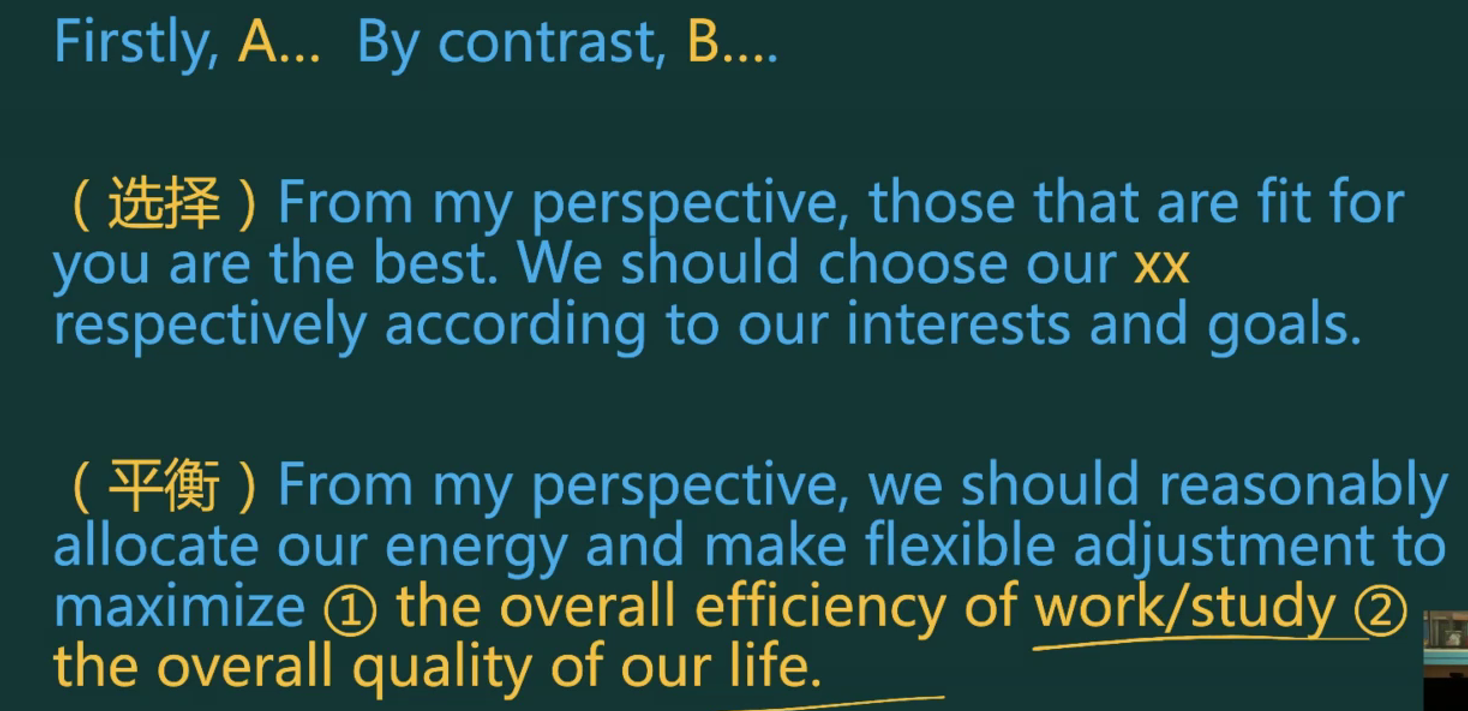 Firstly, A... By contrast, B....
（选择）From my perspective, those that are fit for
you are the best. We should choose our xx
respectively according to our interests and goals.
（平衡）From my perspective, we should reasonably
allocate our energy and make flexible adjustment to
maximize ① the overall efficiency of work/study ②
the overall quality of our life.